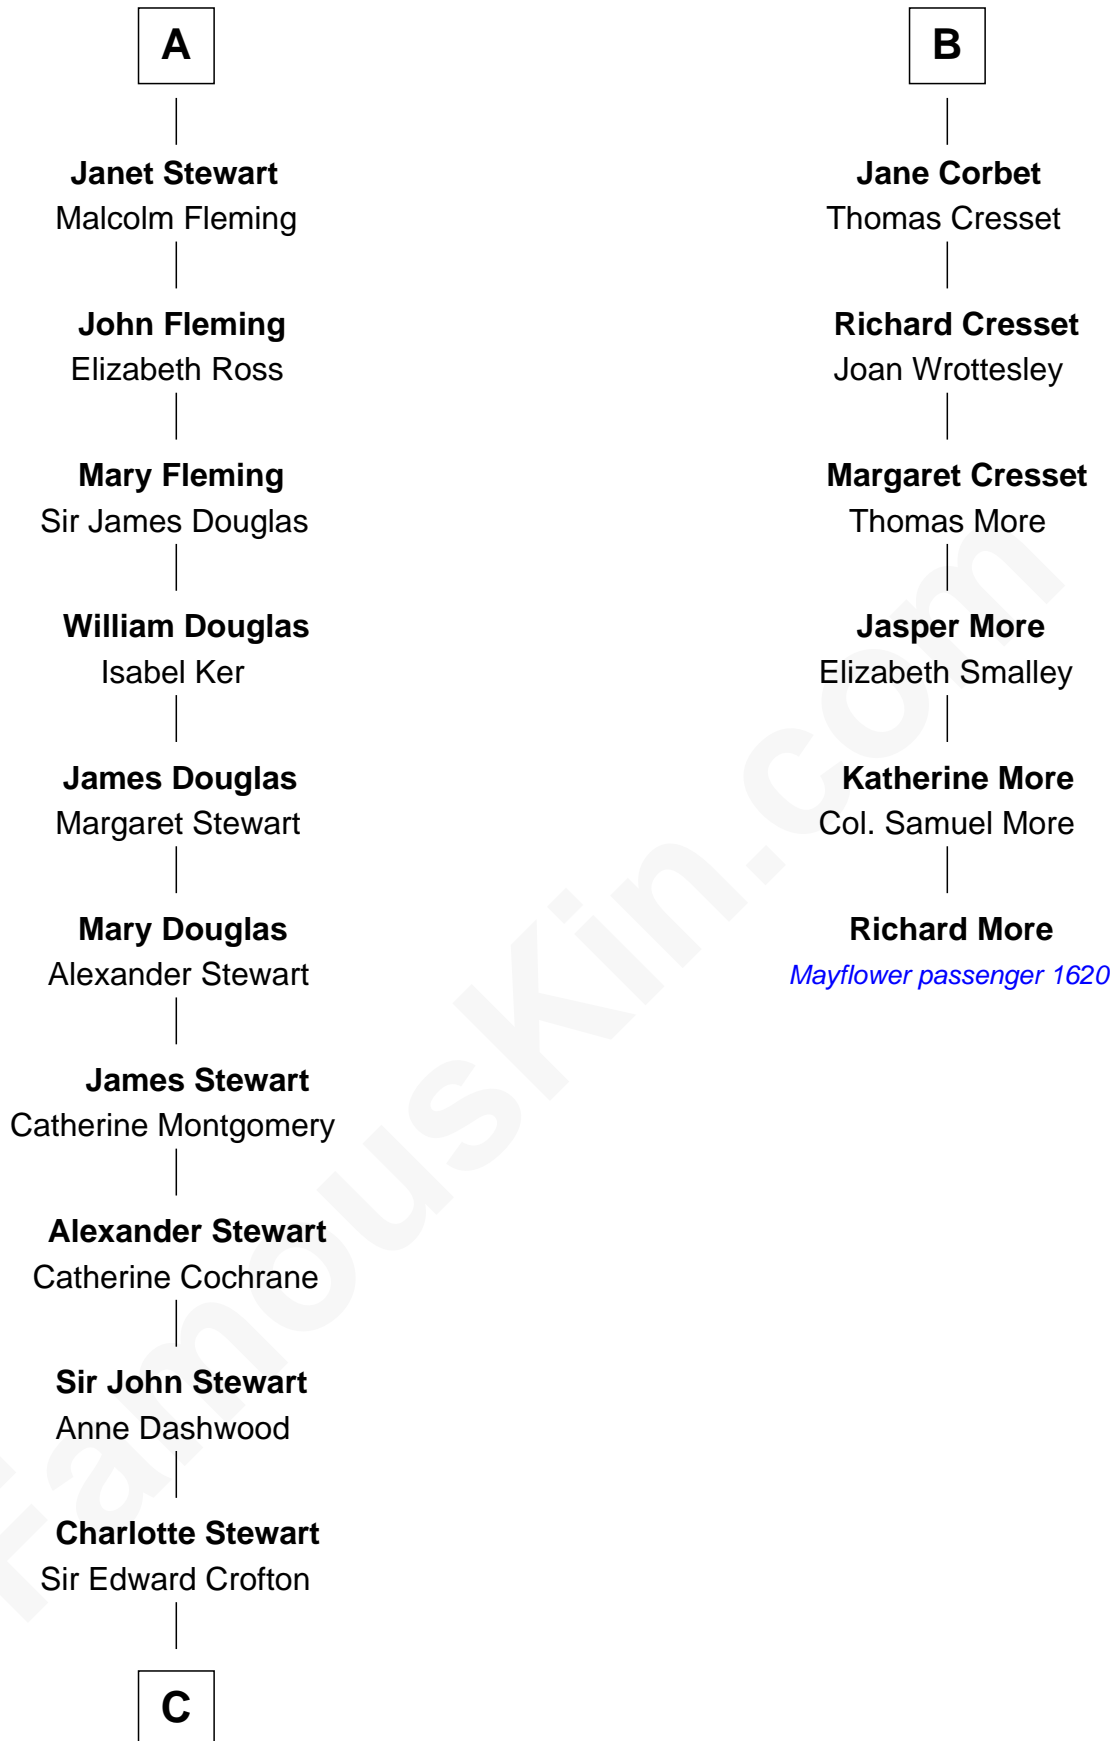 A
Janet Stewart
Malcolm Fleming
John Fleming
Elizabeth Ross
Mary Fleming
Sir James Douglas
William Douglas
Isabel Ker
James Douglas
Margaret Stewart
Mary Douglas
Alexander Stewart
James Stewart
Catherine Montgomery
Alexander Stewart
Catherine Cochrane
Sir John Stewart
Anne Dashwood
Charlotte Stewart
Sir Edward Crofton
C
B
Jane Corbet
Thomas Cresset
Richard Cresset
Joan Wrottesley
Margaret Cresset
Thomas More
Jasper More
Elizabeth Smalley
Katherine More
Col. Samuel More
Richard More
Mayflower passenger 1620
FamousKin.com